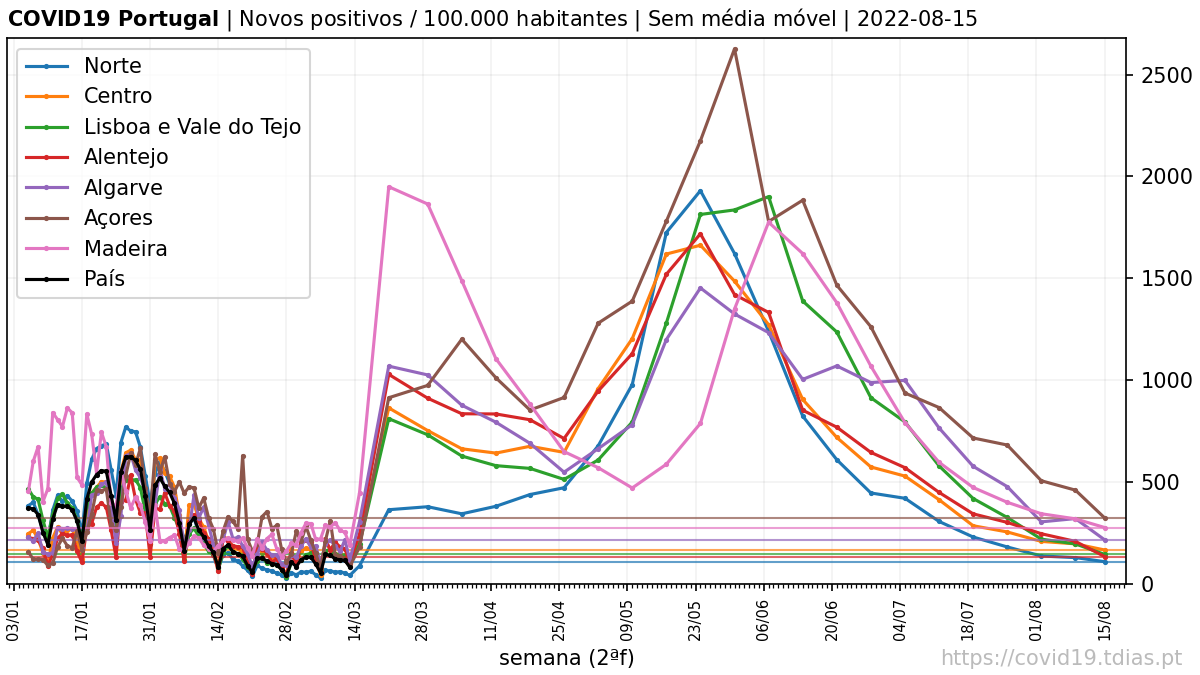 COVID19 Portugal | Novos positivos / 100.000 habitantes | Sem média móvel | 2022-08-15
Norte
Centro
Lisboa e Vale do Tejo
Alentejo
Algarve
Açores
Madeira
País
2500
2000
1500
1000
500
0
03/01
17/01
31/01
14/02
28/02
14/03
28/03
11/04
25/04
09/05
23/05
06/06
20/06
04/07
18/07
01/08
15/08
semana (2ªf)
https://covid19.tdias.pt